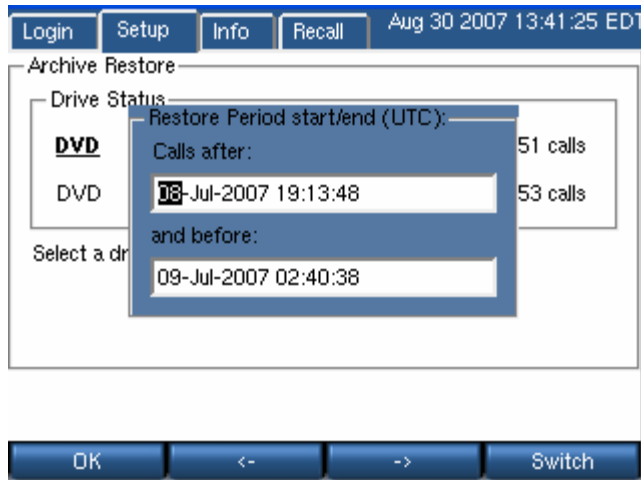 Login Setup Info Recall Aug 30 2007 13:41:25 EDT
Archive Restore
Drive Status
Restore Period start/end (UTC):
DVD Calls after: 51 calls
DVD 08-Jul-2007 19:13:48 53 calls
and before:
Select a dr
09-Jul-2007 02:40:38
OK <- -> Switch